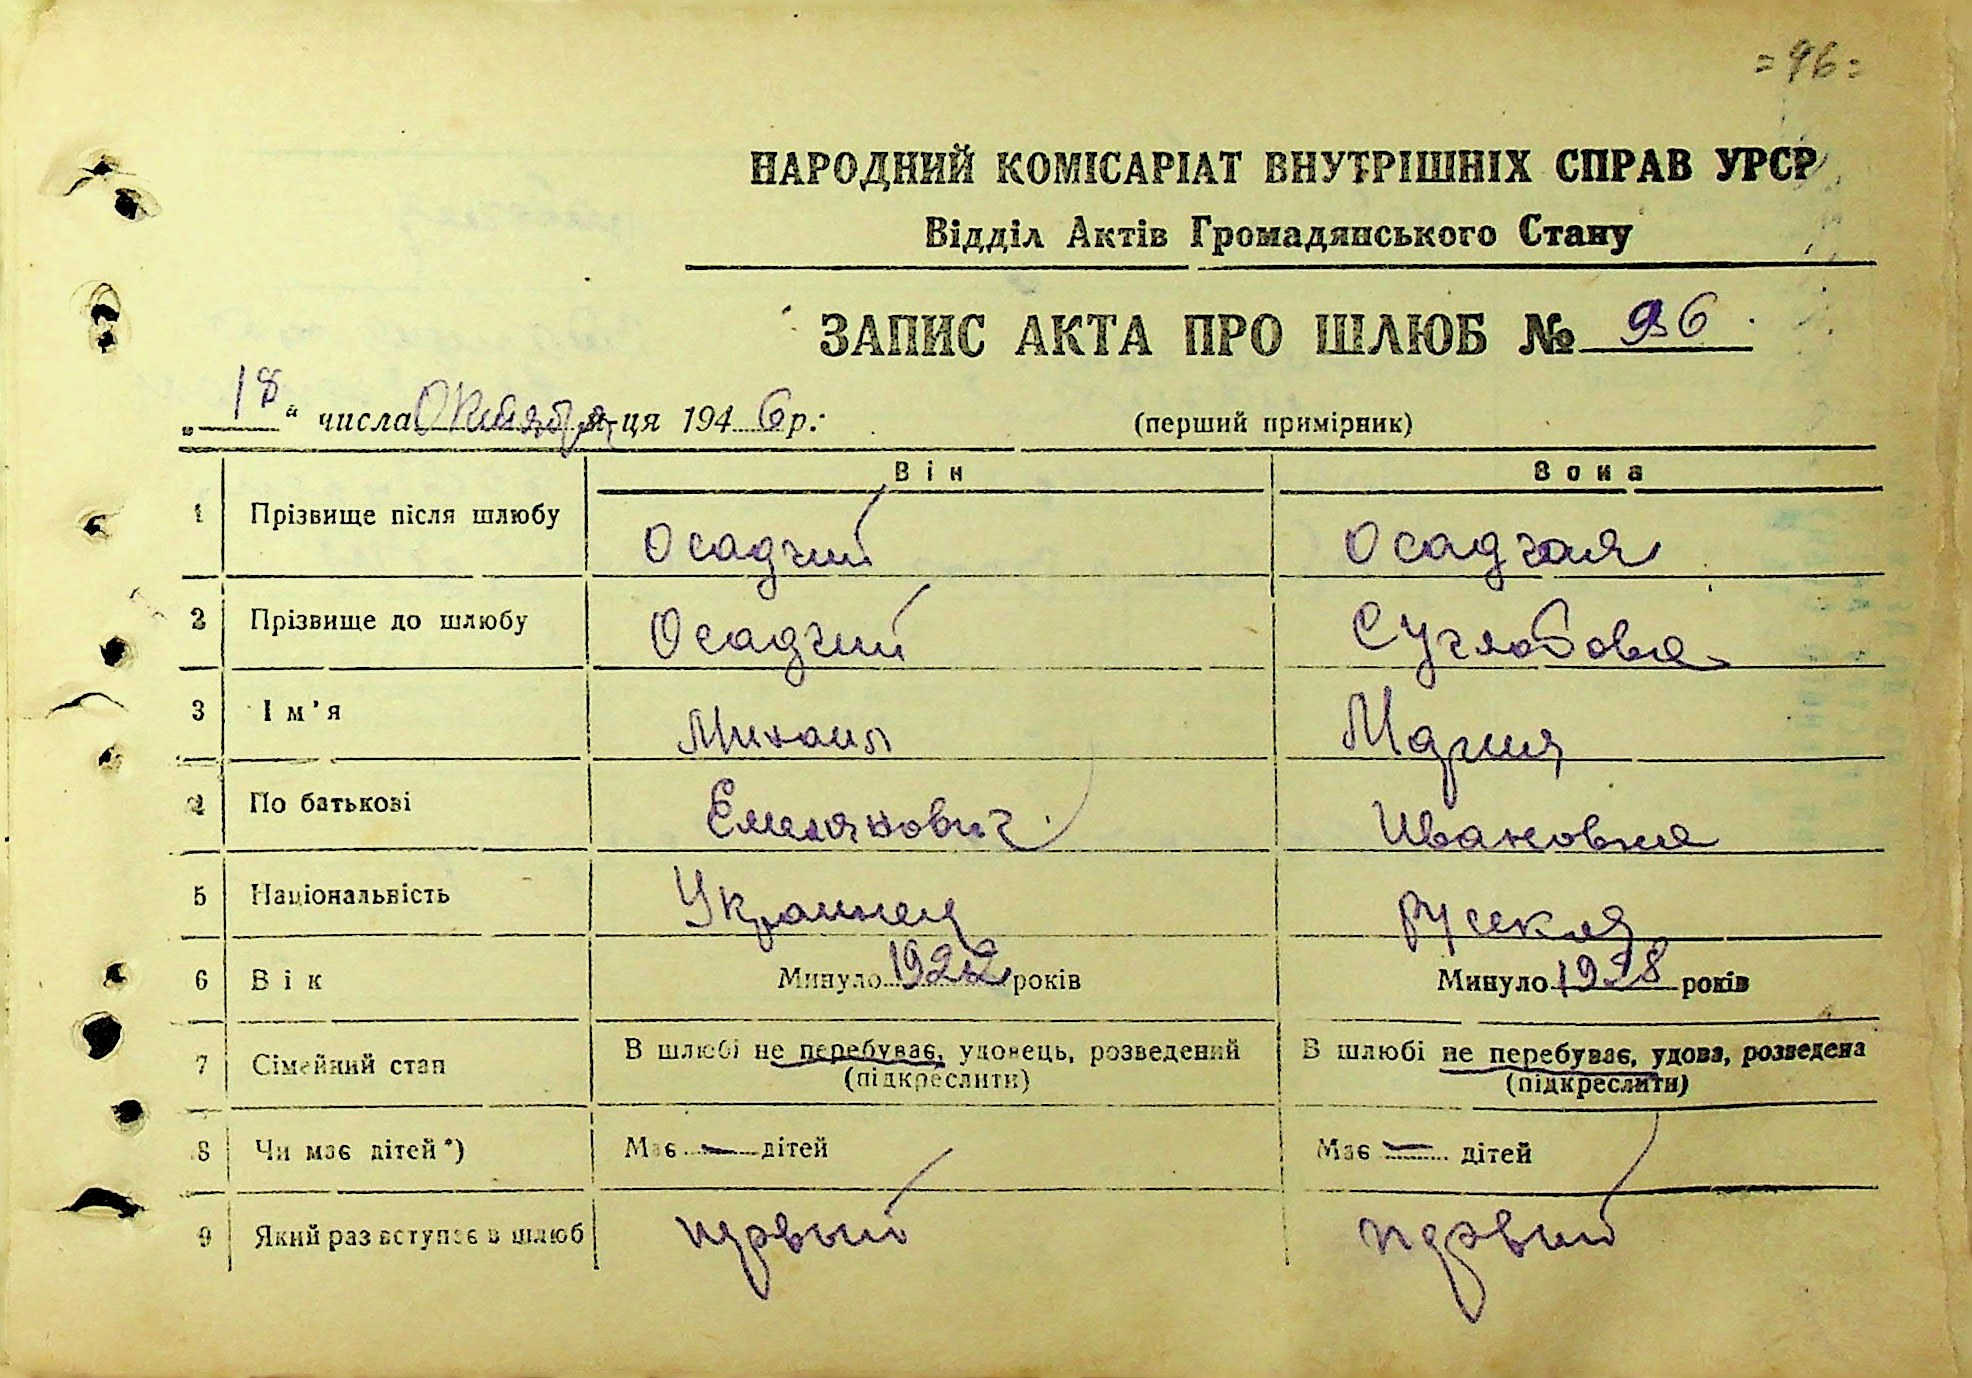 = 96 =
НАРОДНИЙ КОМІСАРІАТ ВНУТРІШНІХ СПРАВ УРСР
Відділ Актів Громадянського Стану
ЗАПИС АКТА ПРО ШЛЮБ № 96
„18“ числа Октября м-ця 1946 р.:
(перший примірник)
Він Вона
1 Прізвище після шлюбу Осадчий Осадчая
2 Прізвище до шлюбу Осадчий Суглобова
3 Ім'я Михаил Мария
4 По батькові Емелянович Ивановна
5 Національність Украинец русская
6 Вік Минуло 1922 років Минуло років
7 Сімейний стан В шлюбі не перебуває, удовець, розведений В шлюбі не перебуває, удова, розведена
(підкреслити) (підкреслити)
8 Чи має дітей*) Має — дітей Має — дітей
9 Який раз вступає в шлюб первый первый